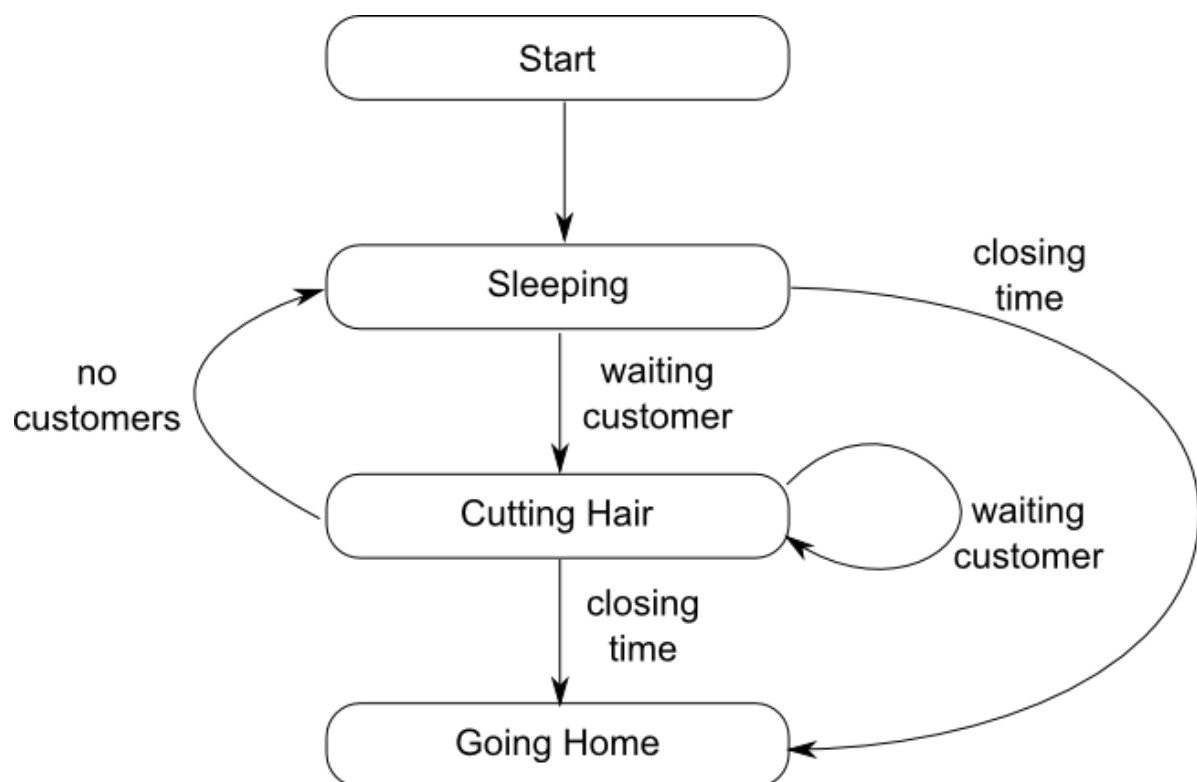 Start
Sleeping
closing
time
no
customers
waiting
customer
Cutting Hair
waiting
customer
closing
time
Going Home